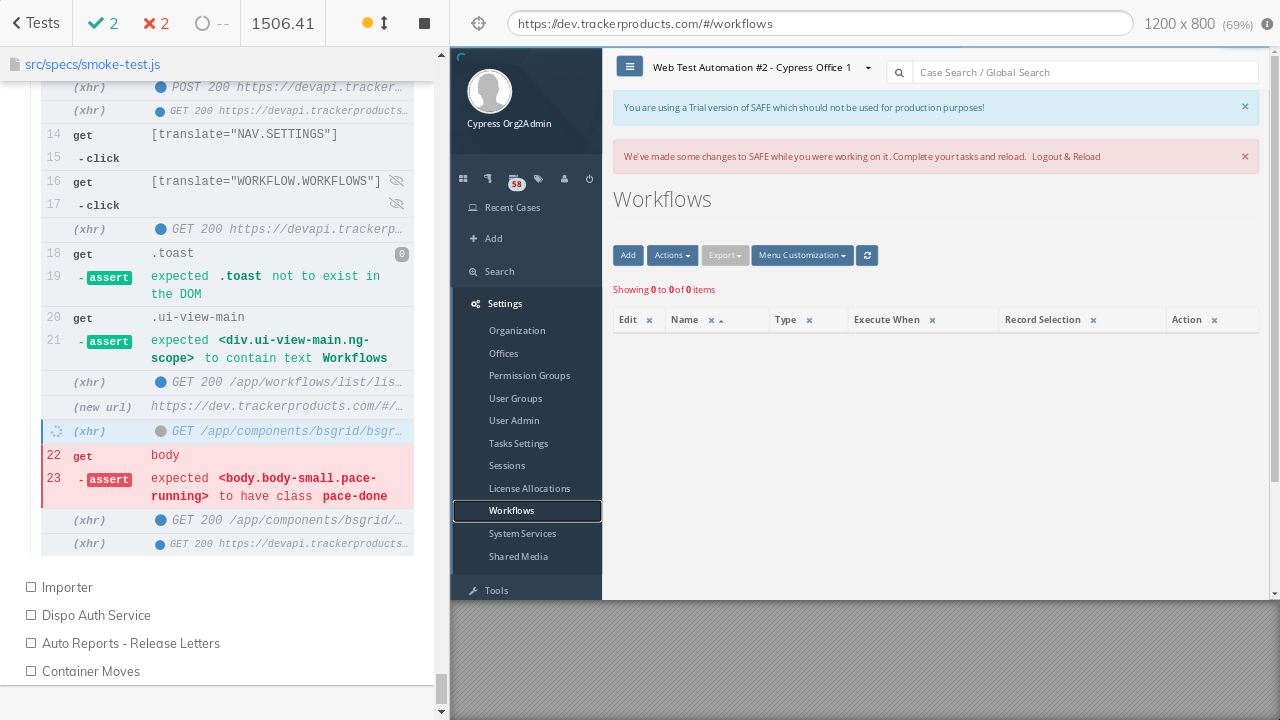 Tests
2
2
--
1506.41
https://dev.trackerproducts.com/#/workflows
1200 x 800 (69%)
src/specs/smoke-test.js
(xhr) POST 200 https://devapi.tracker...
(xhr) GET 200 https://devapi.trackerproducts...
14 get [translate="NAV.SETTINGS"]
15 - click
16 get [translate="WORKFLOW.WORKFLOWS"]
17 - click
(xhr) GET 200 https://devapi.trackerp...
18 get .toast 0
19 - assert expected .toast not to exist in
the DOM
20 get .ui-view-main
21 - assert expected <div.ui-view-main.ng-
scope> to contain text Workflows
(xhr) GET 200 /app/workflows/list/lis...
(new url) https://dev.trackerproducts.com/#/...
(xhr) GET /app/components/bsgrid/bsgr...
22 get body
23 - assert expected <body.body-small.pace-
running> to have class pace-done
(xhr) GET 200 /app/components/bsgrid/...
(xhr) GET 200 https://devapi.trackerproducts...
Importer
Dispo Auth Service
Auto Reports - Release Letters
Container Moves
Cypress Org2Admin
58
Recent Cases
Add
Search
Settings
Organization
Offices
Permission Groups
User Groups
User Admin
Tasks Settings
Sessions
License Allocations
Workflows
System Services
Shared Media
Tools
Web Test Automation #2 - Cypress Office 1
Case Search / Global Search
You are using a Trial version of SAFE which should not be used for production purposes! ×
We've made some changes to SAFE while you were working on it. Complete your tasks and reload. Logout & Reload ×
Workflows
Add Actions Export Menu Customization
Showing 0 to 0 of 0 items
Edit Name Type Execute When Record Selection Action